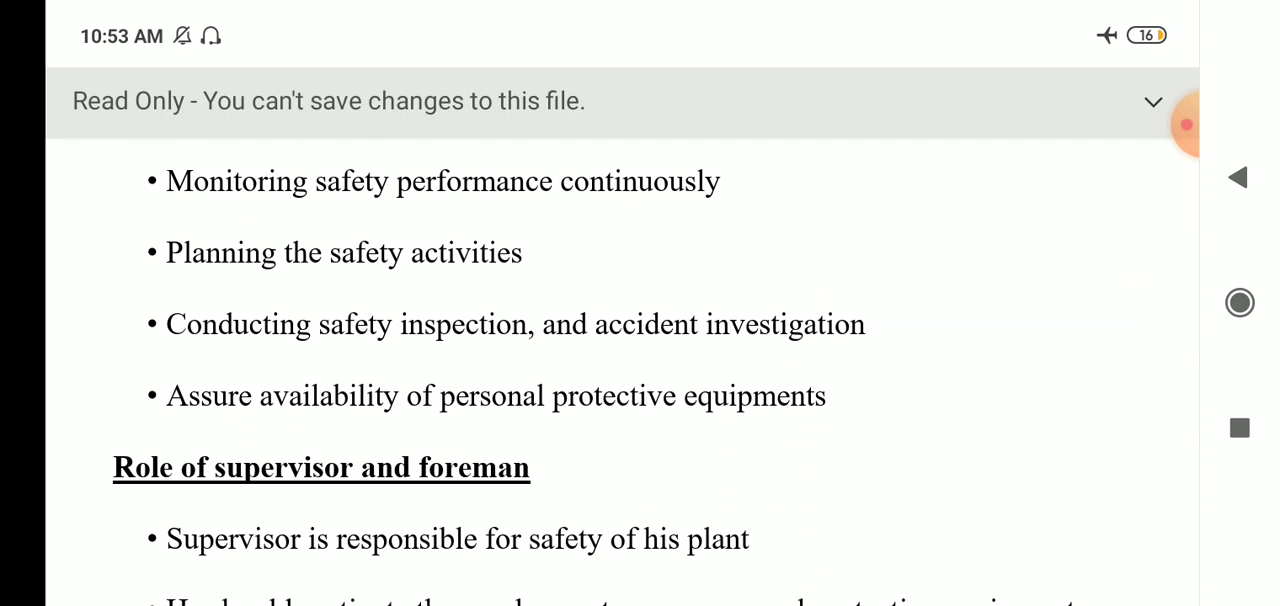 10:53 AM
16
Read Only - You can't save changes to this file.
• Monitoring safety performance continuously
• Planning the safety activities
• Conducting safety inspection, and accident investigation
• Assure availability of personal protective equipments
Role of supervisor and foreman
• Supervisor is responsible for safety of his plant